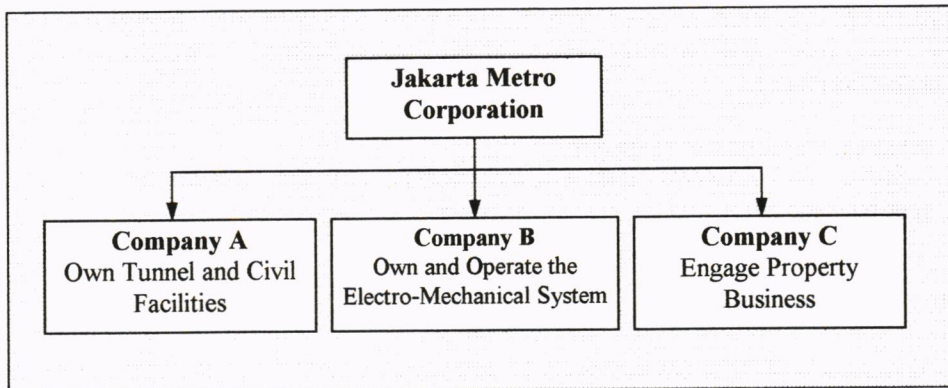 Jakarta Metro
Corporation
Company A
Own Tunnel and Civil
Facilities
Company B
Own and Operate the
Electro-Mechanical System
Company C
Engage Property
Business